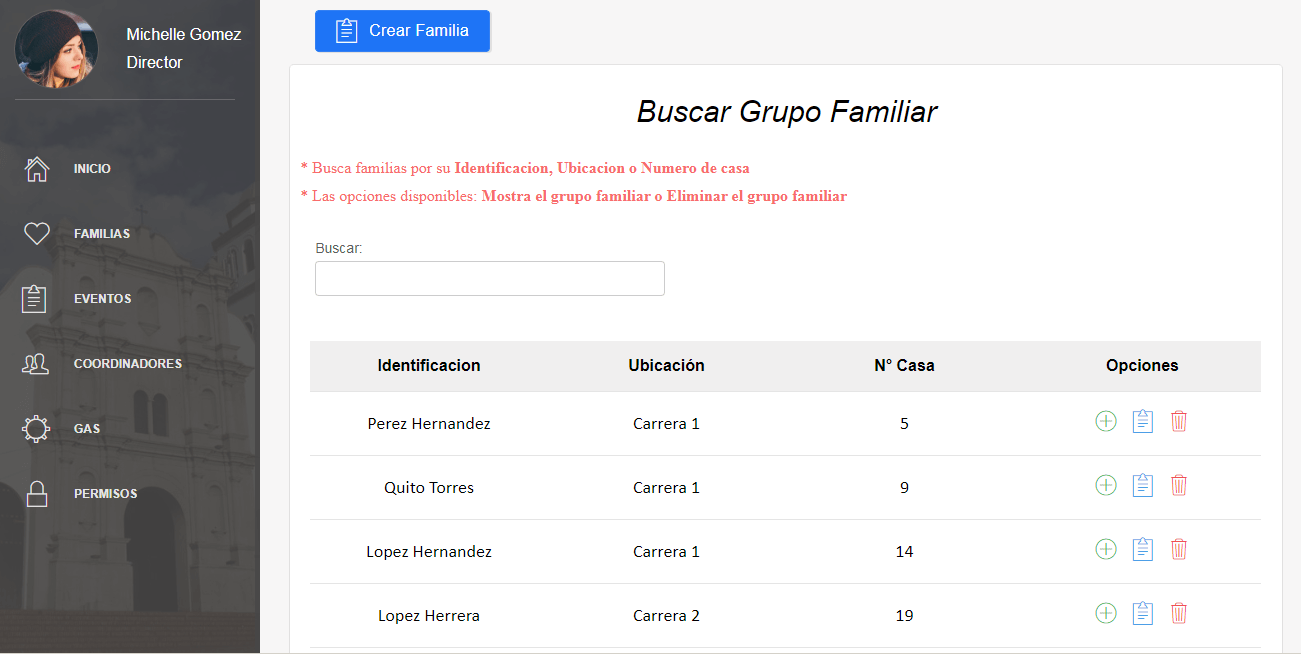 Michelle Gomez
Director
INICIO
FAMILIAS
EVENTOS
COORDINADORES
GAS
PERMISOS
Crear Familia
Buscar Grupo Familiar
* Busca familias por su Identificacion, Ubicacion o Numero de casa
* Las opciones disponibles: Mostra el grupo familiar o Eliminar el grupo familiar
Buscar:
Identificacion Ubicación N° Casa Opciones
Perez Hernandez Carrera 1 5
Quito Torres Carrera 1 9
Lopez Hernandez Carrera 1 14
Lopez Herrera Carrera 2 19